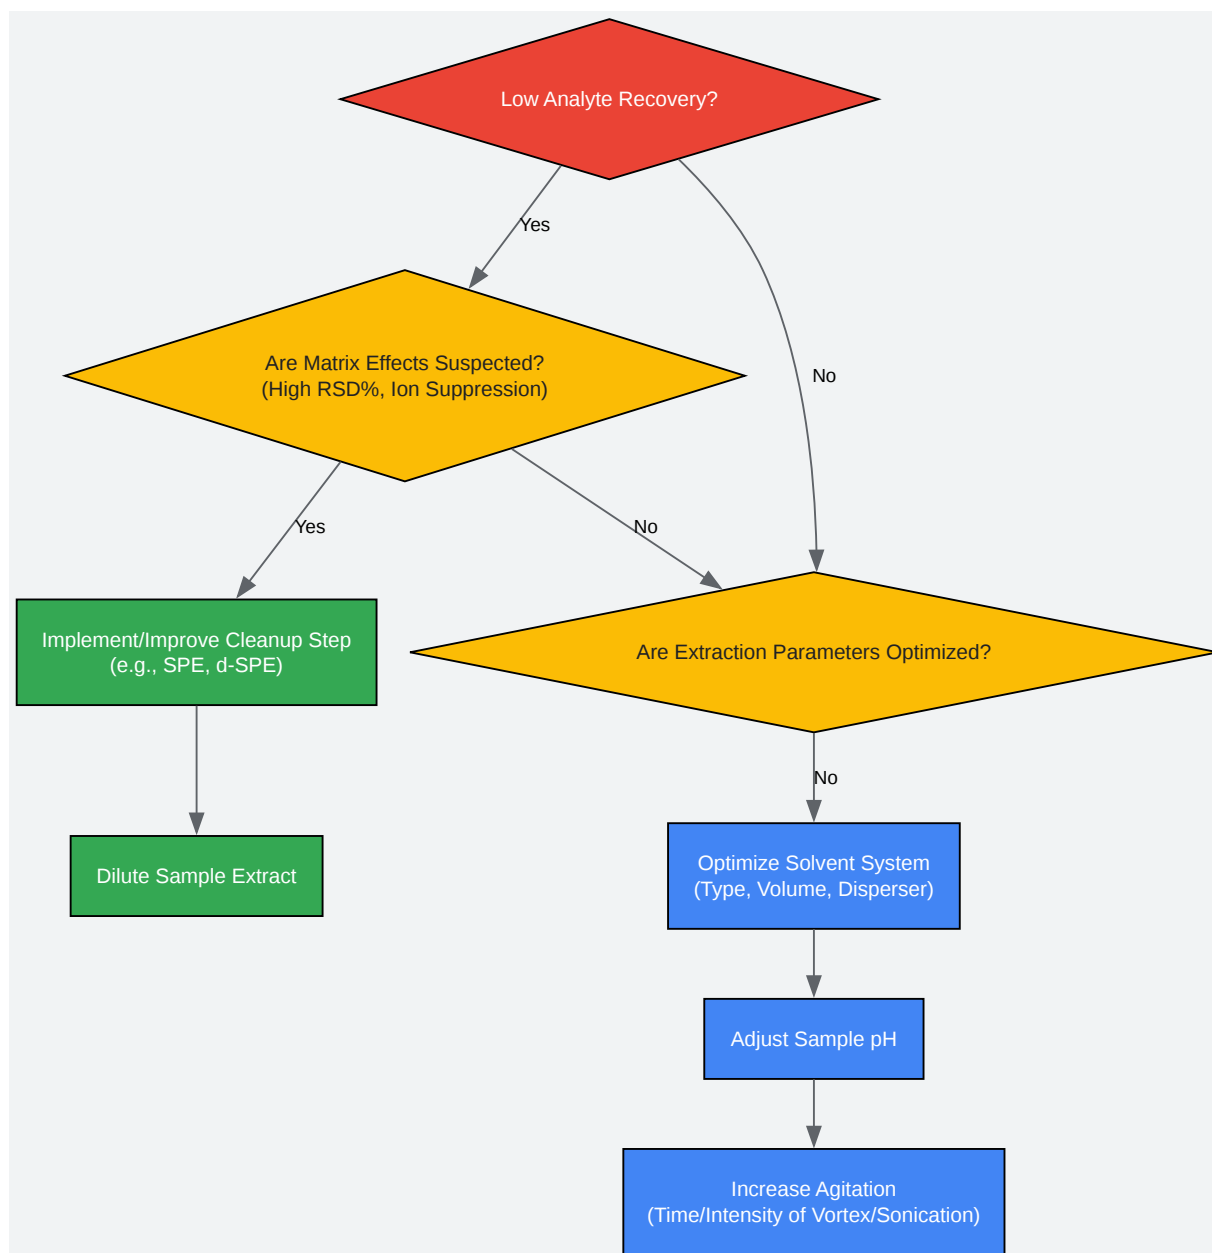 Low Analyte Recovery?
Yes
Are Matrix Effects Suspected?
(High RSD%, Ion Suppression)
No
Yes
No
Implement/Improve Cleanup Step
(e.g., SPE, d-SPE)
Are Extraction Parameters Optimized?
No
Dilute Sample Extract
Optimize Solvent System
(Type, Volume, Disperser)
Adjust Sample pH
Increase Agitation
(Time/Intensity of Vortex/Sonication)